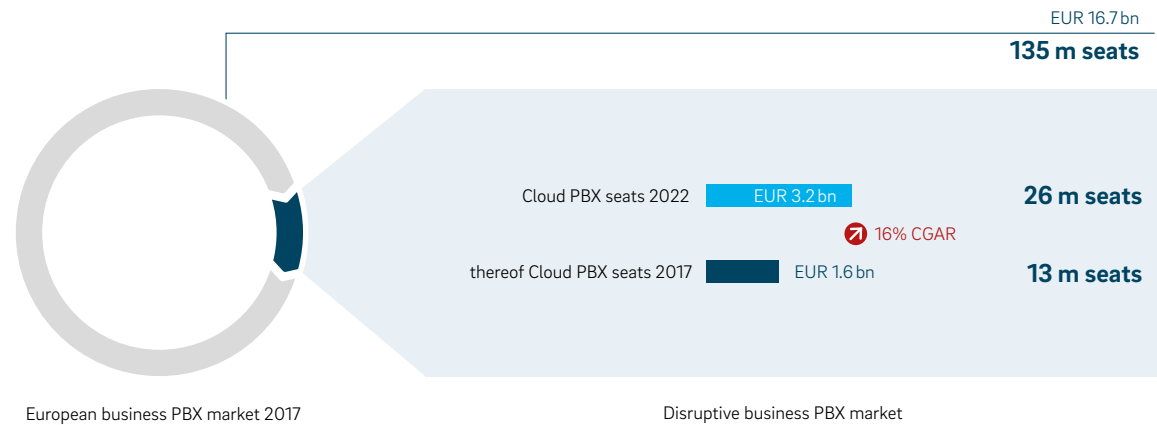 EUR 16.7 bn
135 m seats
Cloud PBX seats 2022 EUR 3.2 bn 26 m seats
16% CGAR
thereof Cloud PBX seats 2017 EUR 1.6 bn 13 m seats
European business PBX market 2017 Disruptive business PBX market